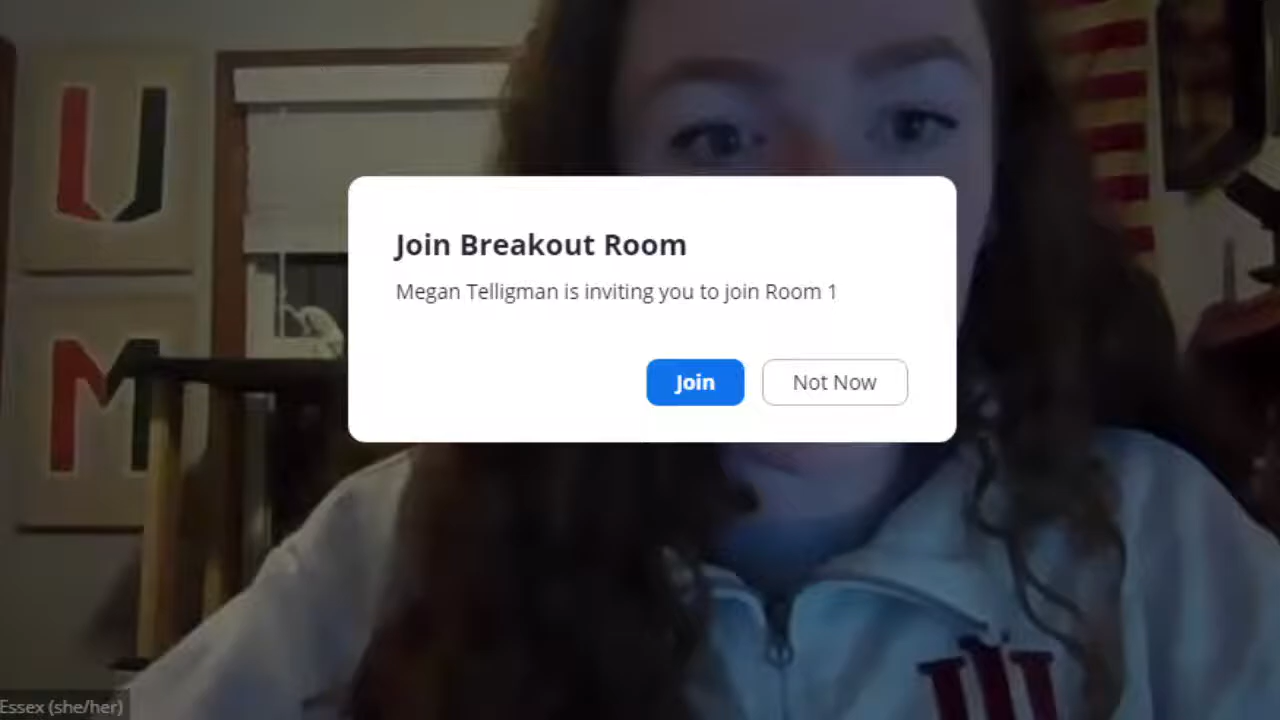 U
M
Join Breakout Room
Megan Telligman is inviting you to join Room 1
Join
Not Now
Essex (she/her)